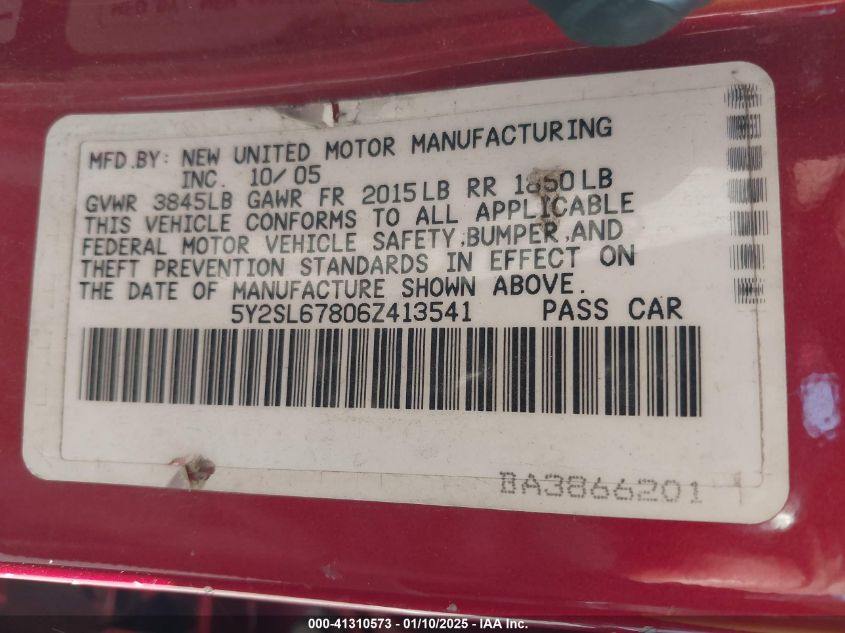 MFD.BY: NEW UNITED MOTOR MANUFACTURING
INC. 10/05
GVWR 3845LB GAWR FR 2015LB RR 1850LB
THIS VEHICLE CONFORMS TO ALL APPLICABLE
FEDERAL MOTOR VEHICLE SAFETY,BUMPER,AND
THEFT PREVENTION STANDARDS IN EFFECT ON
THE DATE OF MANUFACTURE SHOWN ABOVE.
5Y2SL67806Z413541 PASS CAR
BA3866201
000-41310573 — 01/10/2025 — IAA Inc.